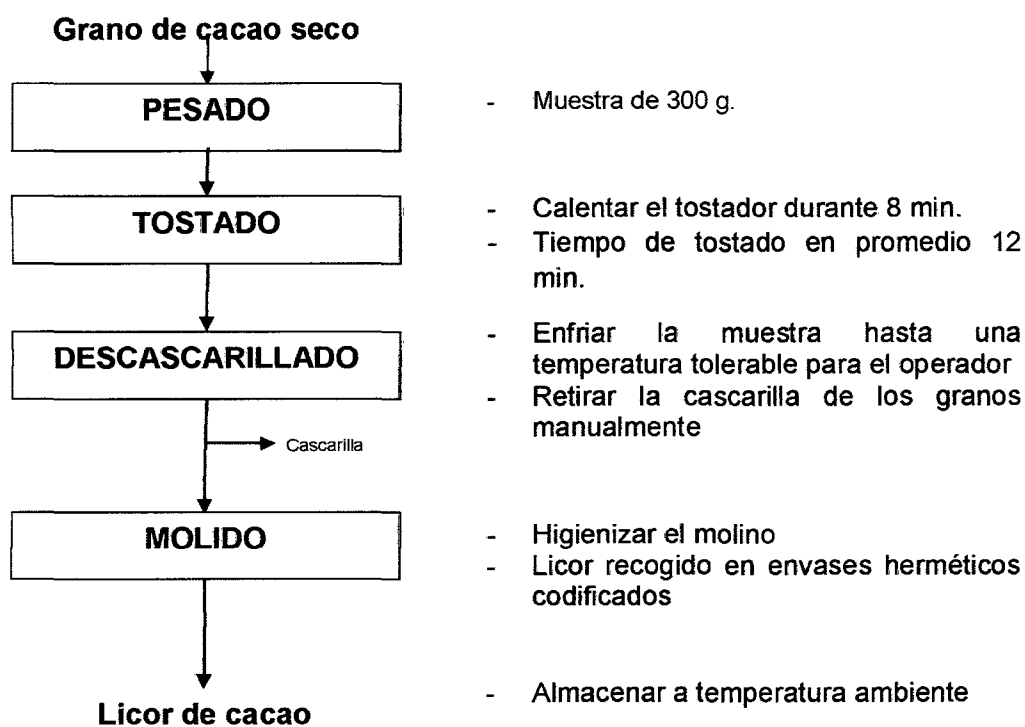 Grano de cacao seco
PESADO
- Muestra de 300 g.
TOSTADO
- Calentar el tostador durante 8 min.
- Tiempo de tostado en promedio 12
min.
DESCASCARILLADO
- Enfriar la muestra hasta una
temperatura tolerable para el operador
- Retirar la cascarilla de los granos
manualmente
Cascarilla
MOLIDO
- Higienizar el molino
- Licor recogido en envases herméticos
codificados
Licor de cacao
- Almacenar a temperatura ambiente